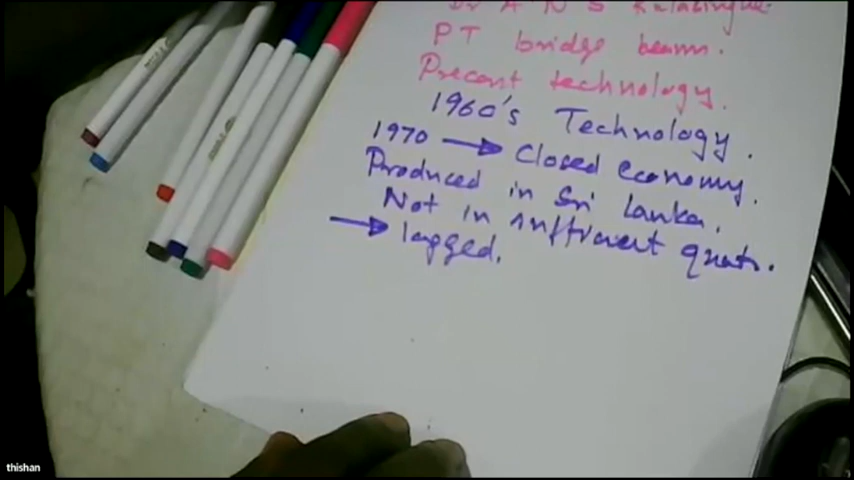 Dr A N S
PT bridge beam.
Precast technology.
1960's Technology.
1970 → Closed economy.
Produced in Sri Lanka.
Not in sufficient
→ lagged.
thishan